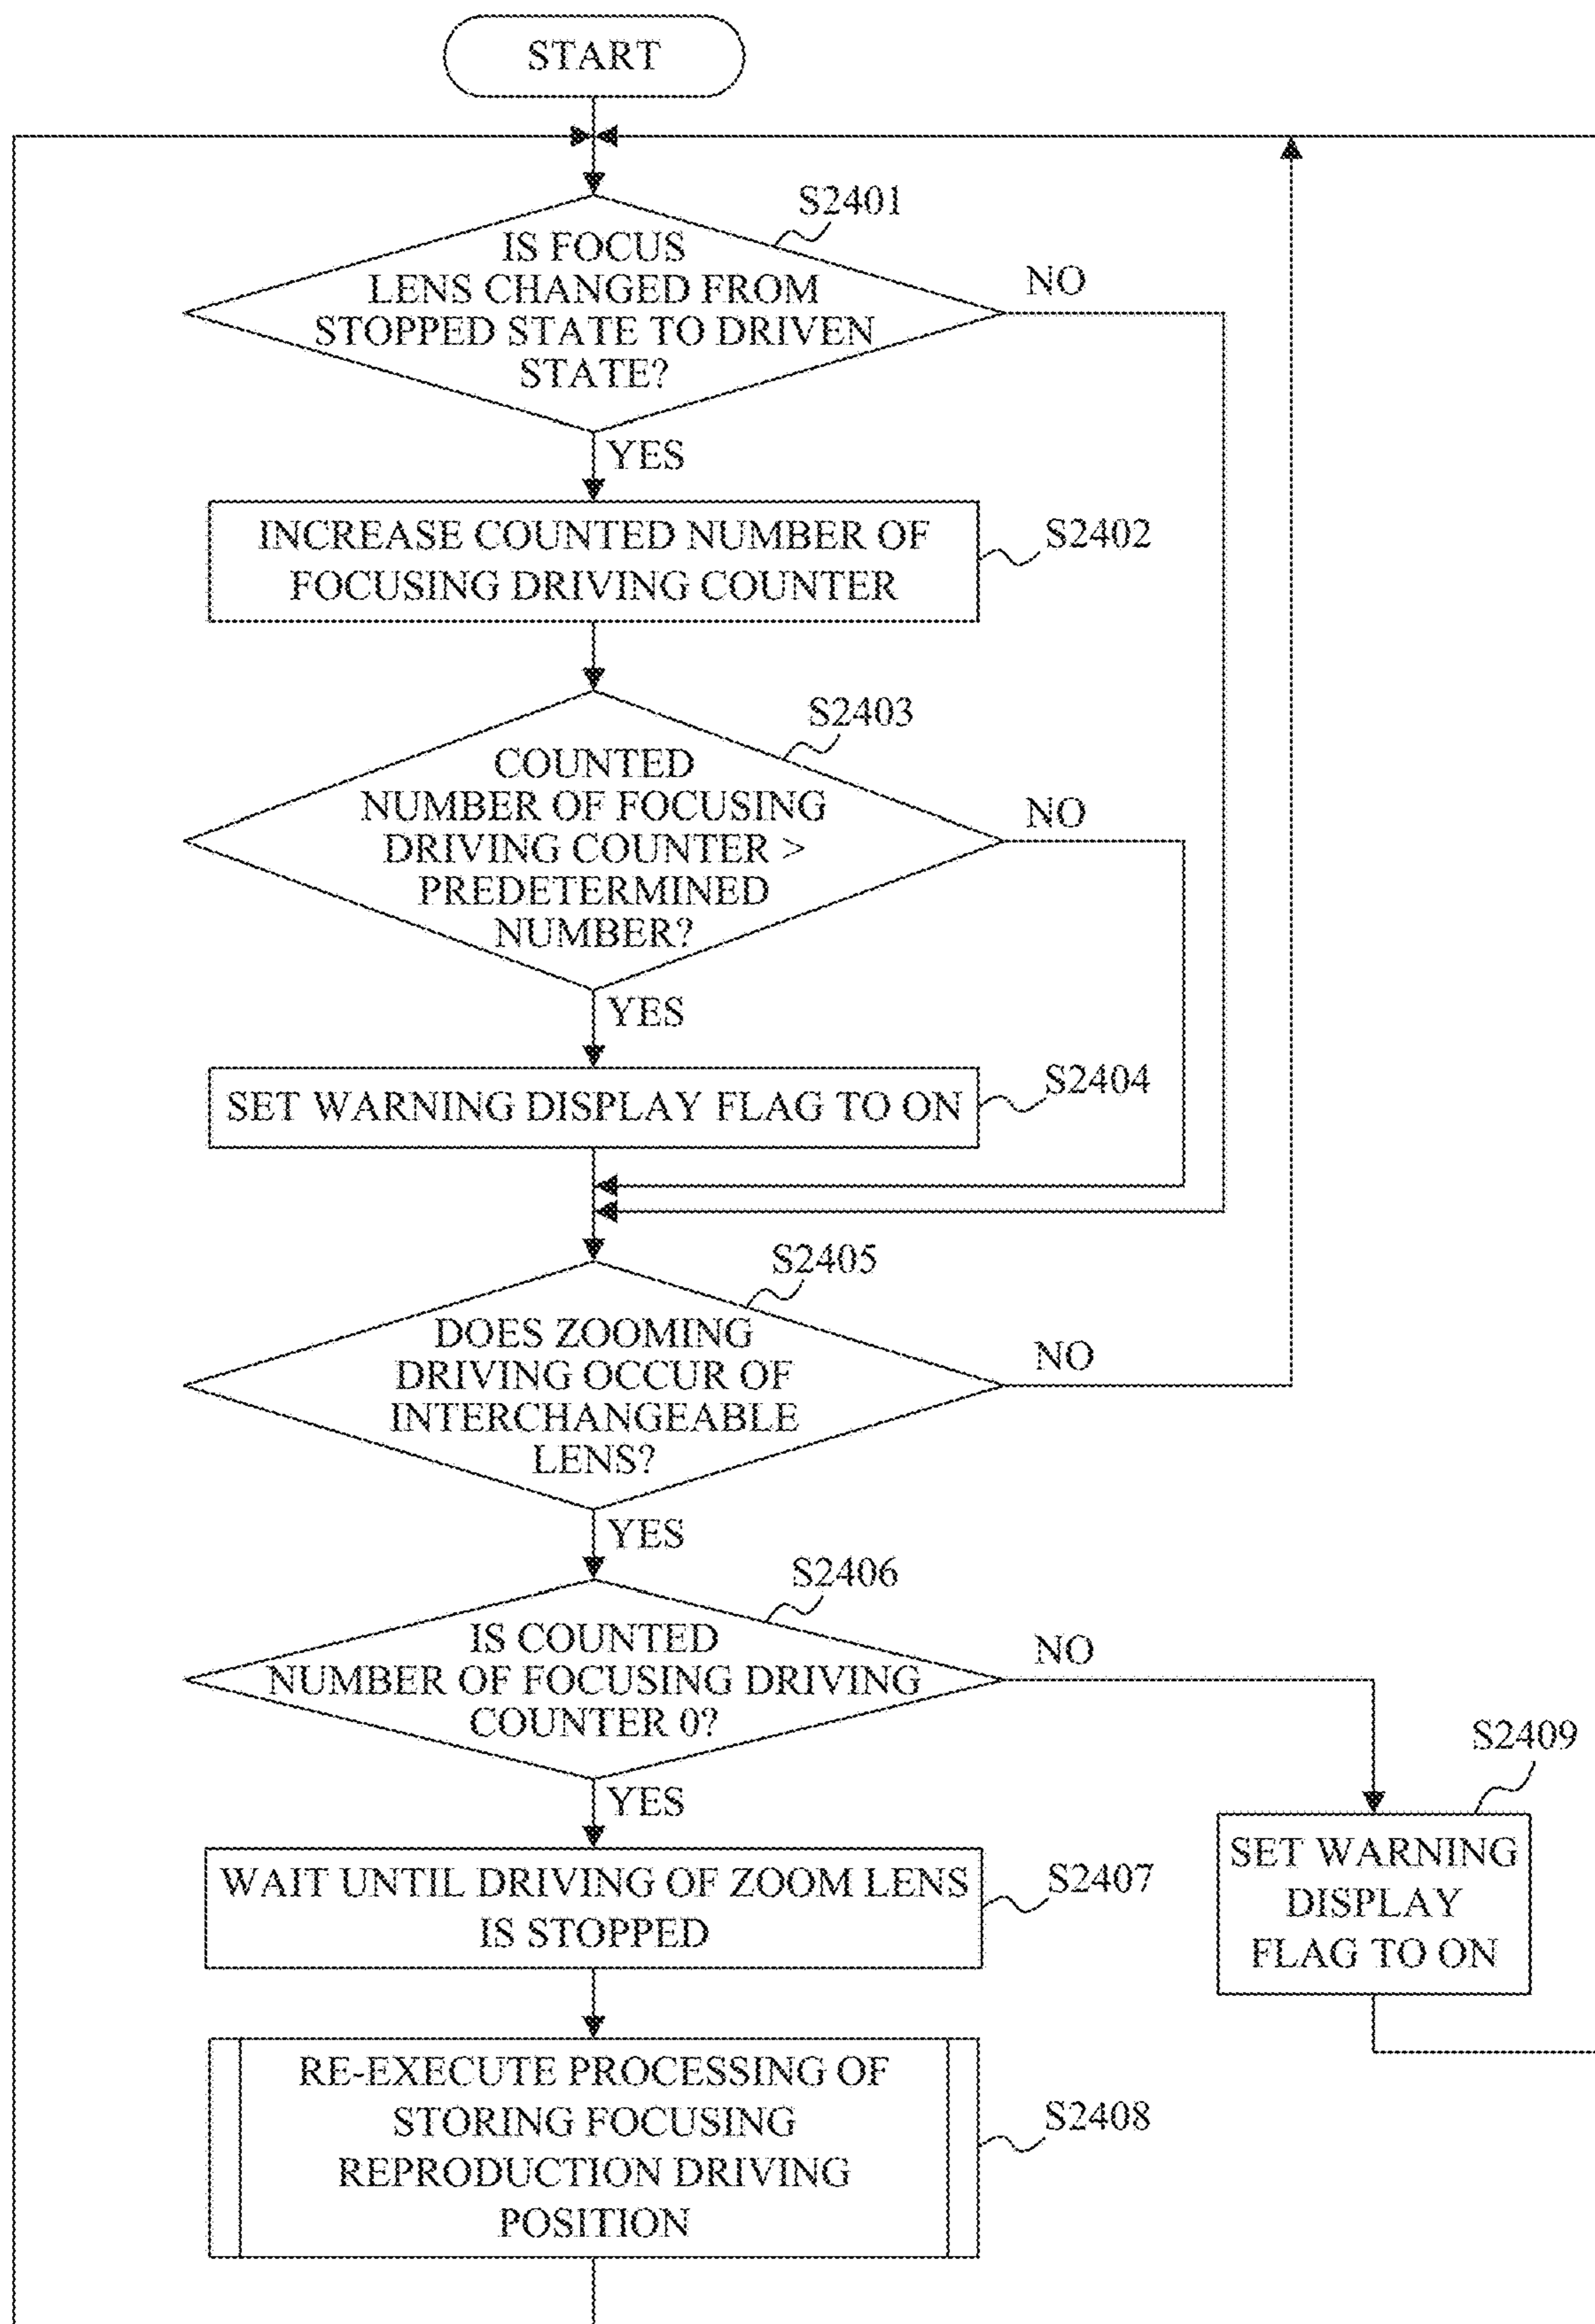 START
S2401
IS FOCUS
LENS CHANGED FROM
STOPPED STATE TO DRIVEN
STATE?
NO
YES
INCREASE COUNTED NUMBER OF
FOCUSING DRIVING COUNTER
S2402
S2403
COUNTED
NUMBER OF FOCUSING
DRIVING COUNTER >
PREDETERMINED
NUMBER?
NO
YES
SET WARNING DISPLAY FLAG TO ON
S2404
S2405
DOES ZOOMING
DRIVING OCCUR OF
INTERCHANGEABLE
LENS?
NO
YES
S2406
IS COUNTED
NUMBER OF FOCUSING DRIVING
COUNTER 0?
NO
YES
S2409
SET WARNING
DISPLAY
FLAG TO ON
WAIT UNTIL DRIVING OF ZOOM LENS
IS STOPPED
S2407
RE-EXECUTE PROCESSING OF
STORING FOCUSING
REPRODUCTION DRIVING
POSITION
S2408